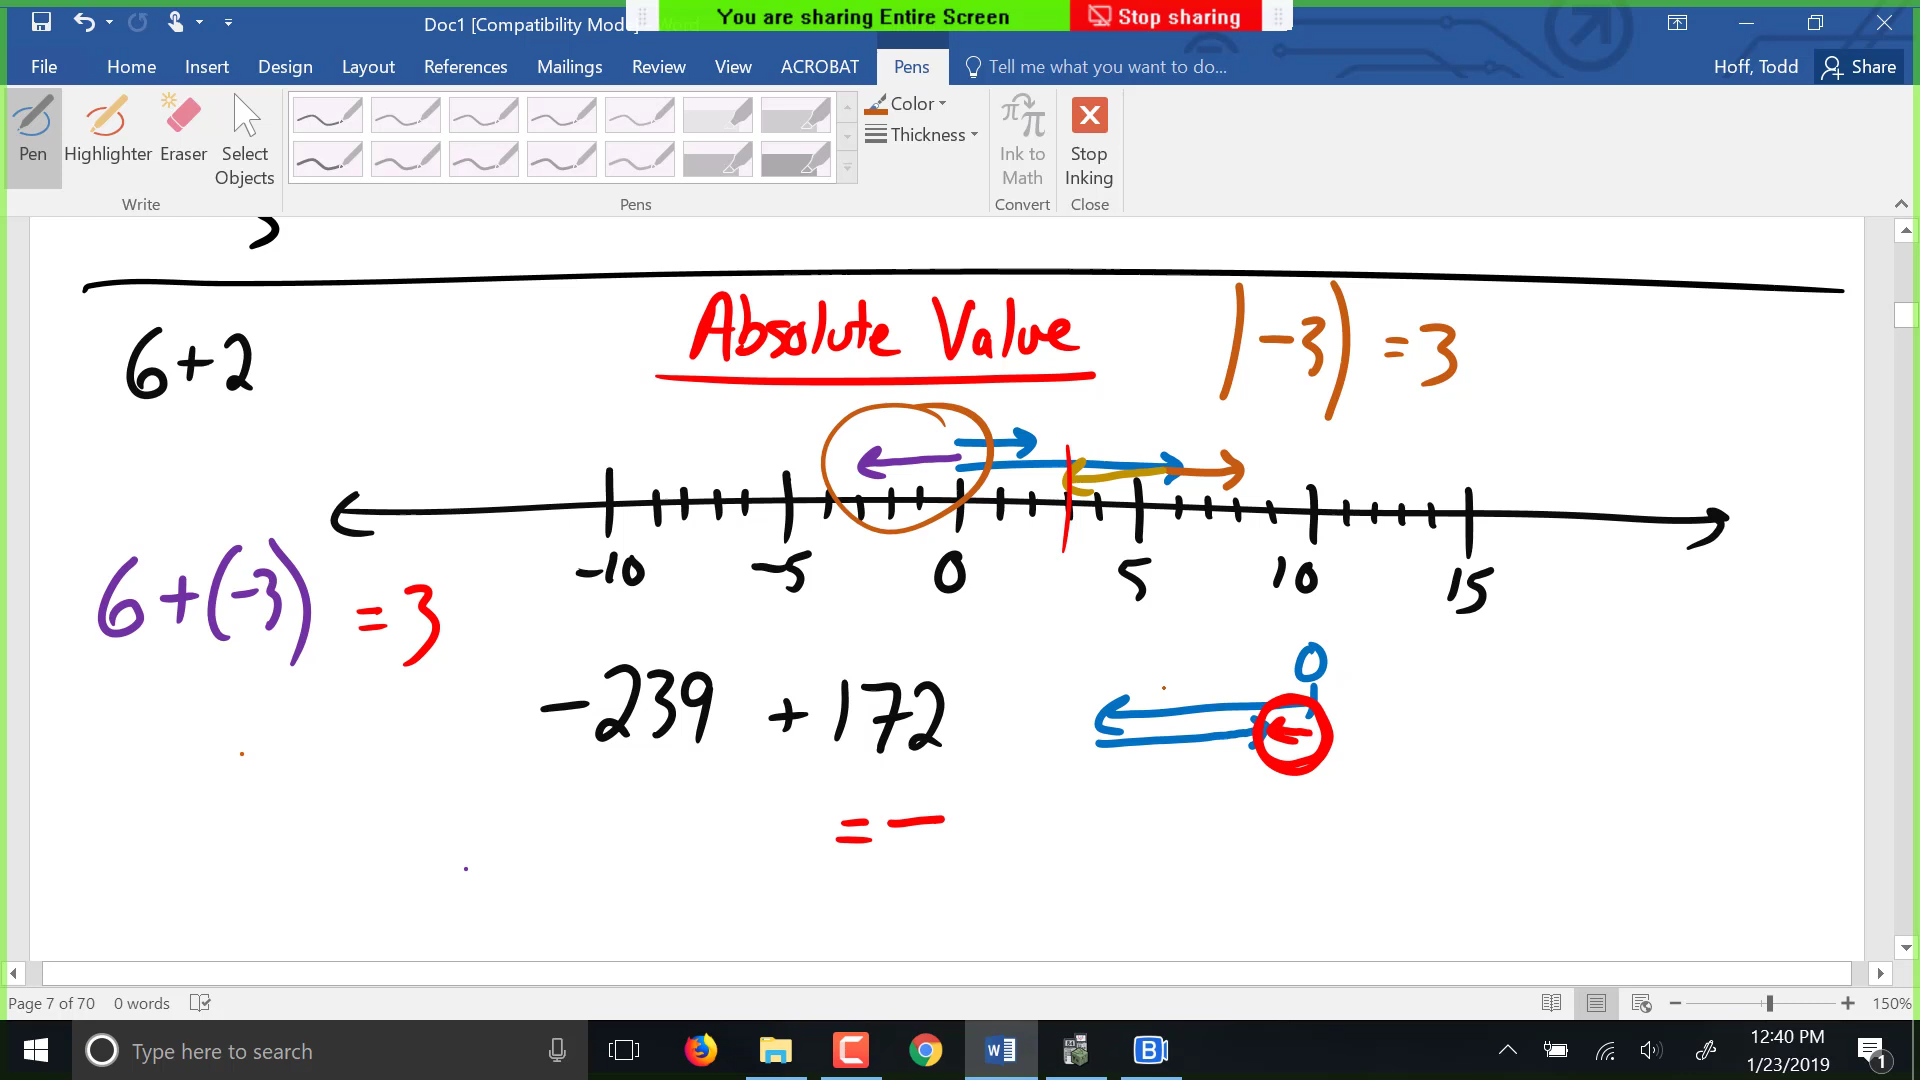 You are sharing Entire Screen Stop sharing
Doc1 [Compatibility Mod
File Home Insert Design Layout References Mailings Review View ACROBAT Pens Tell me what you want to do... Hoff, Todd Share
Pen Highlighter Eraser Select Objects
Color
Thickness
Ink to Math Stop Inking
Write Pens Convert Close
Absolute Value
|-3| = 3
6+2
-10 -5 0 5 10 15
6+(-3) = 3
0
-239 + 172
= -
Page 7 of 70 0 words 150%
Type here to search
12:40 PM
1/23/2019
1